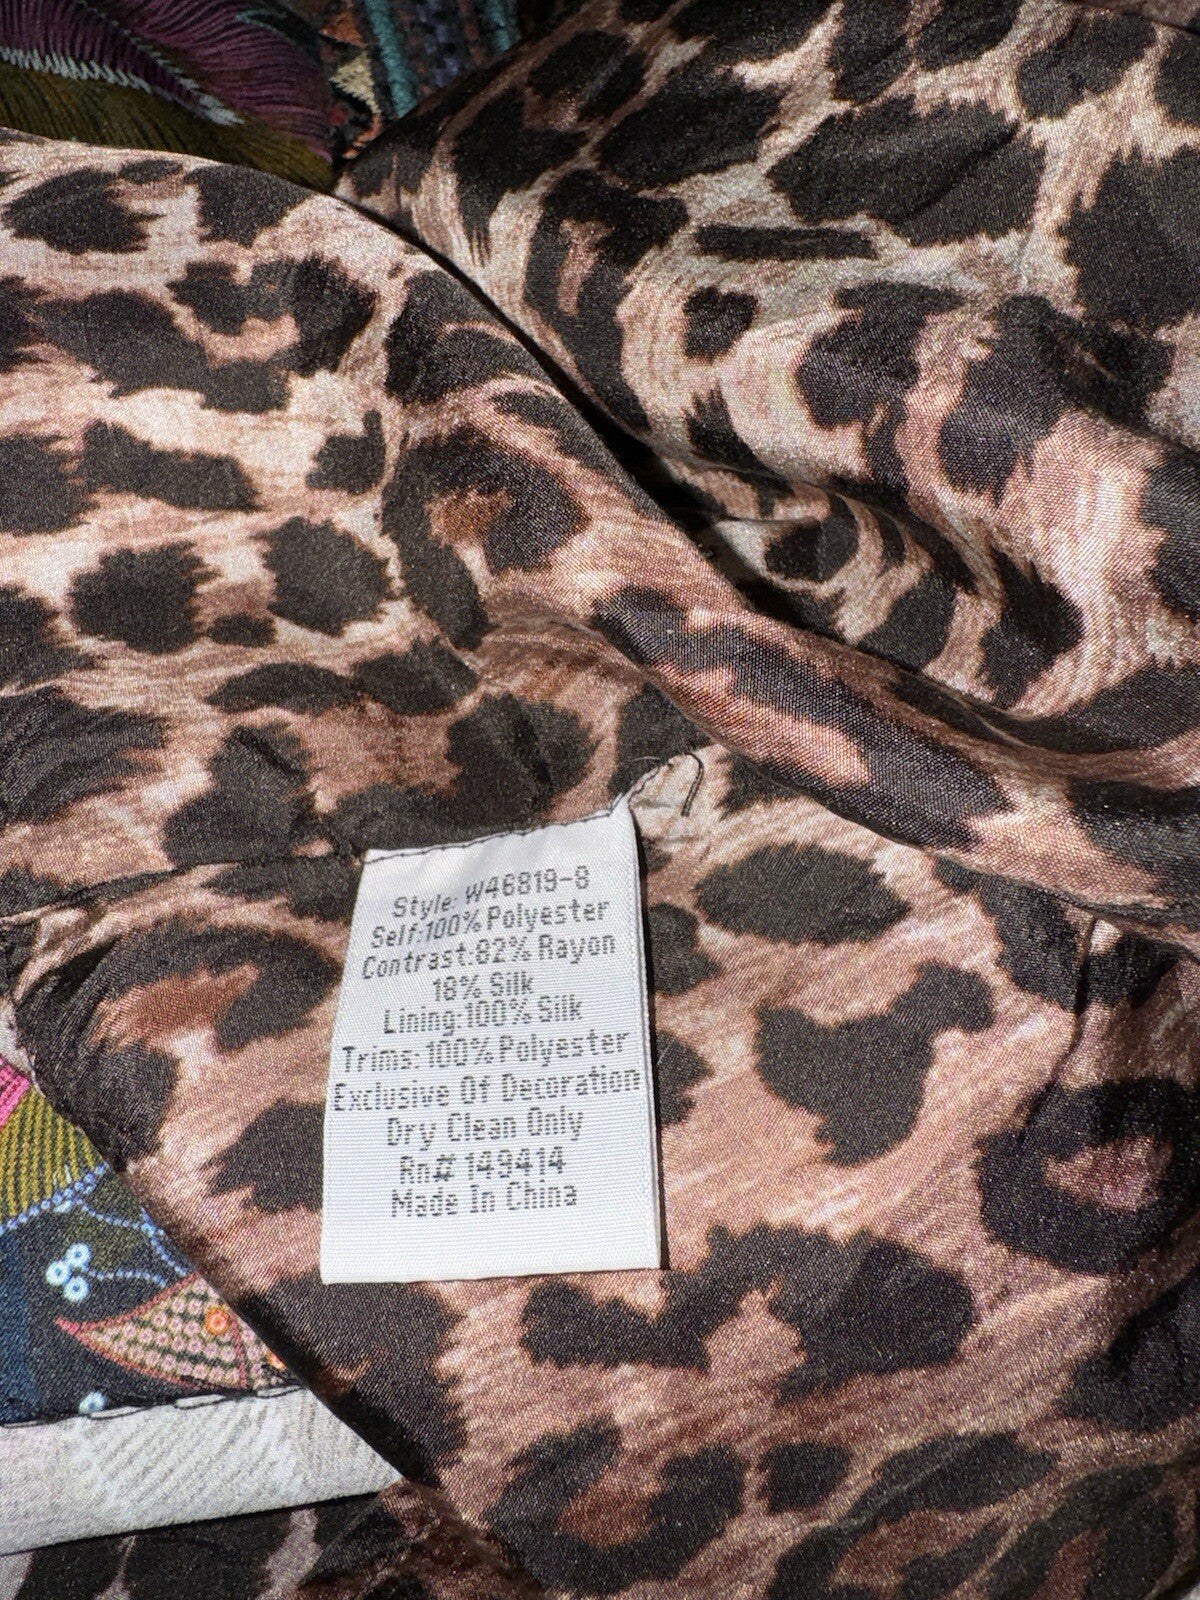 Style: W46819-8
Self:100% Polyester
Contrast:82% Rayon
18% Silk
Lining:100% Silk
Trims: 100% Polyester
Exclusive Of Decoration
Dry Clean Only
Rn# 149414
Made In China